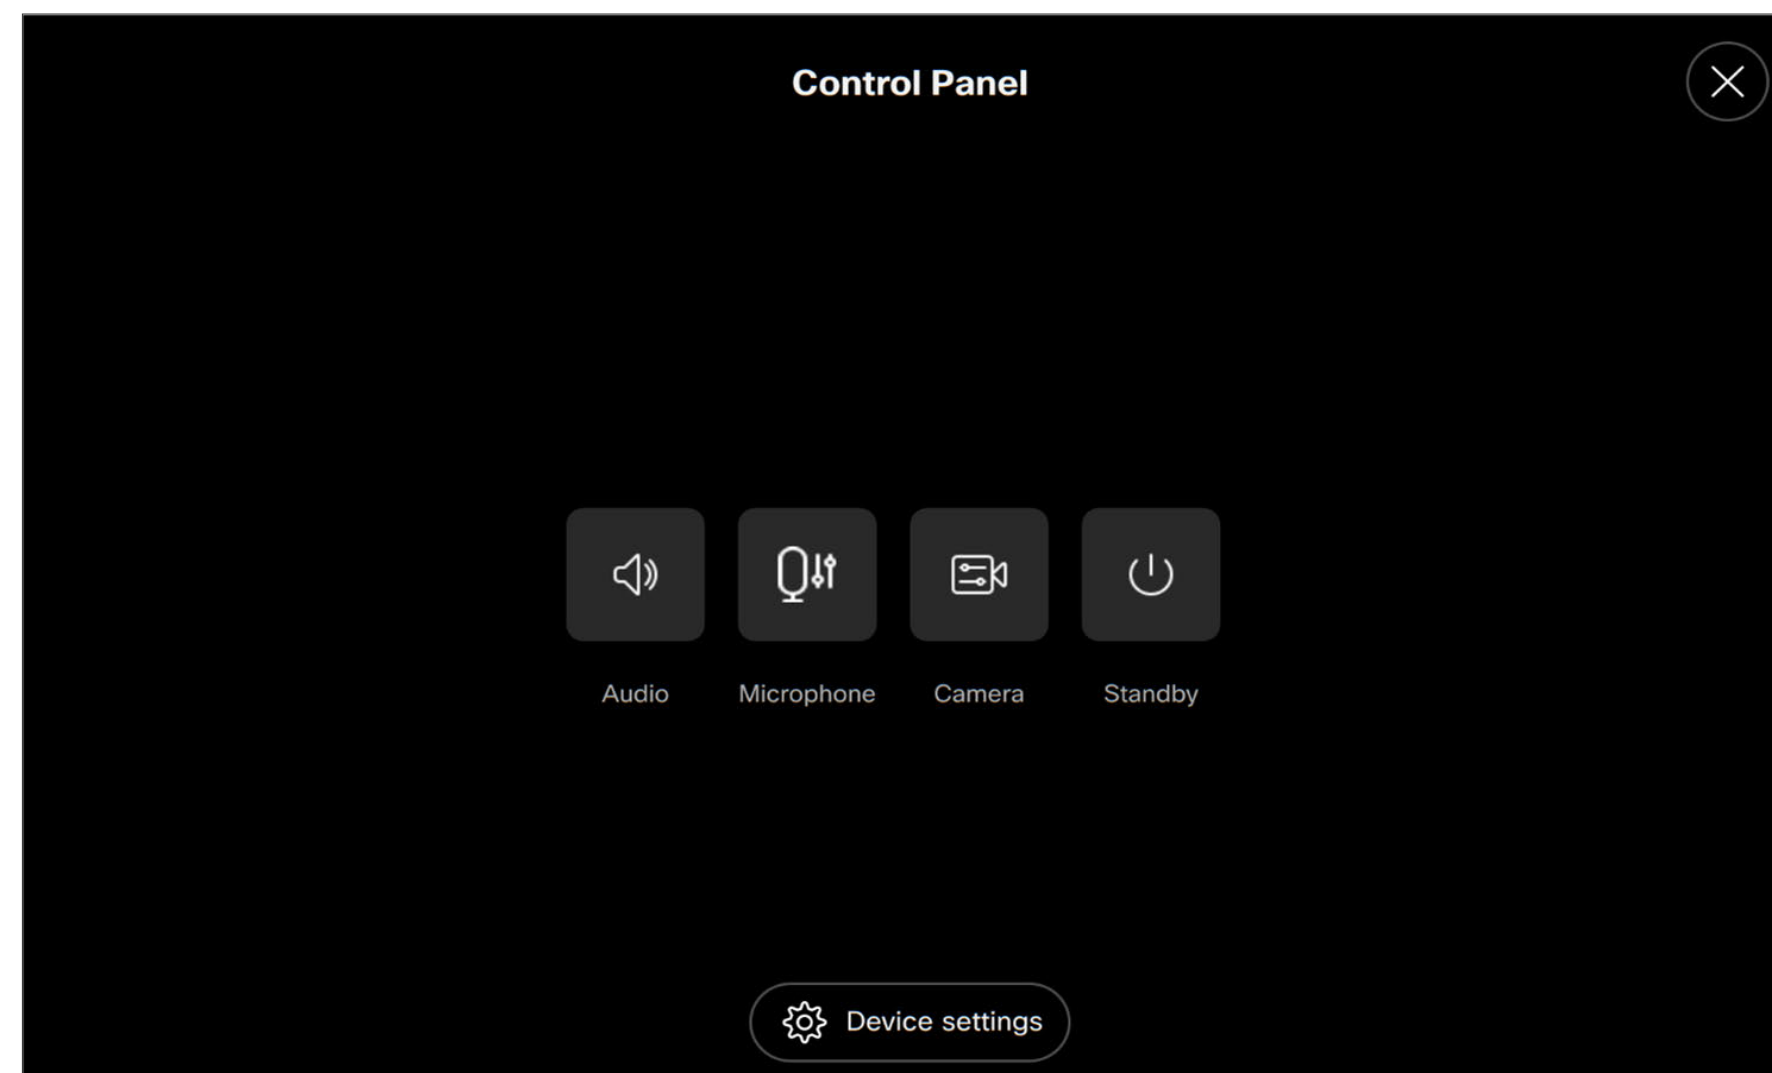 Control Panel
Audio
Microphone
Camera
Standby
Device settings